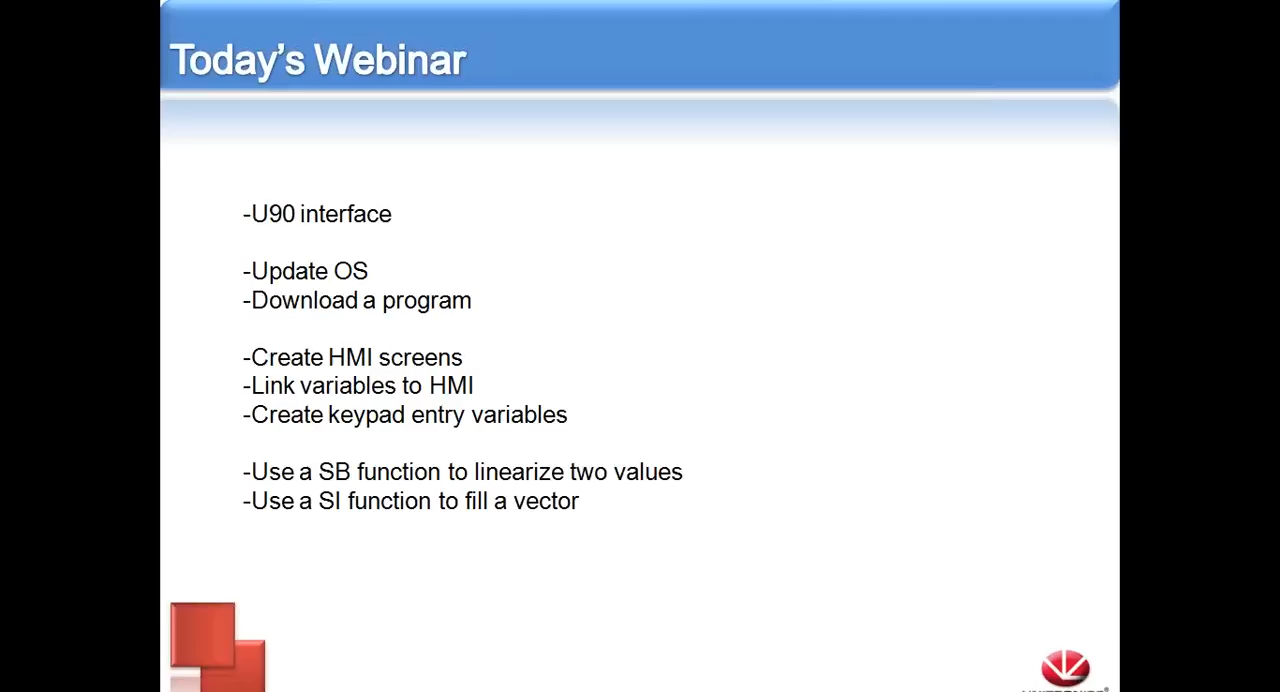 Today's Webinar
-U90 interface
-Update OS
-Download a program
-Create HMI screens
-Link variables to HMI
-Create keypad entry variables
-Use a SB function to linearize two values
-Use a SI function to fill a vector